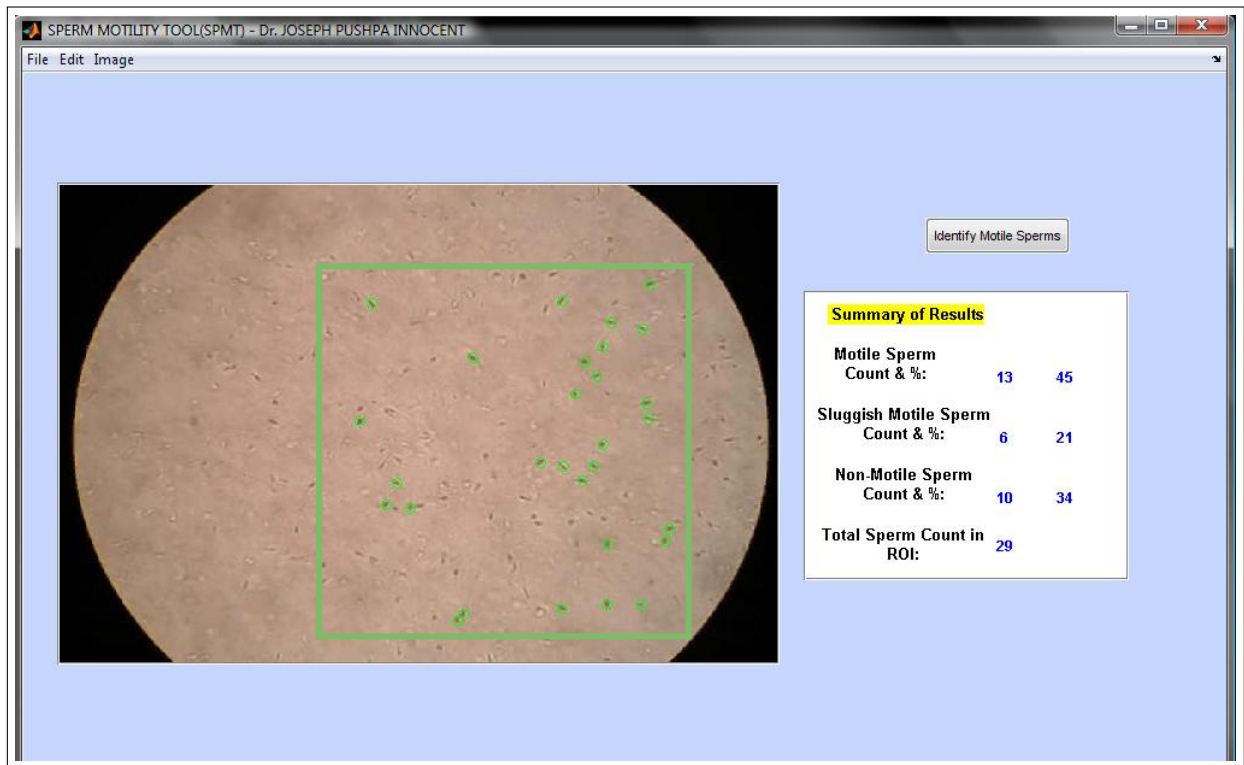 SPERM MOTILITY TOOL(SPMT) - Dr. JOSEPH PUSHPA INNOCENT
File Edit Image
Identify Motile Sperms
Summary of Results
Motile Sperm
Count & %: 13 45
Sluggish Motile Sperm
Count & %: 6 21
Non-Motile Sperm
Count & %: 10 34
Total Sperm Count in
ROI: 29